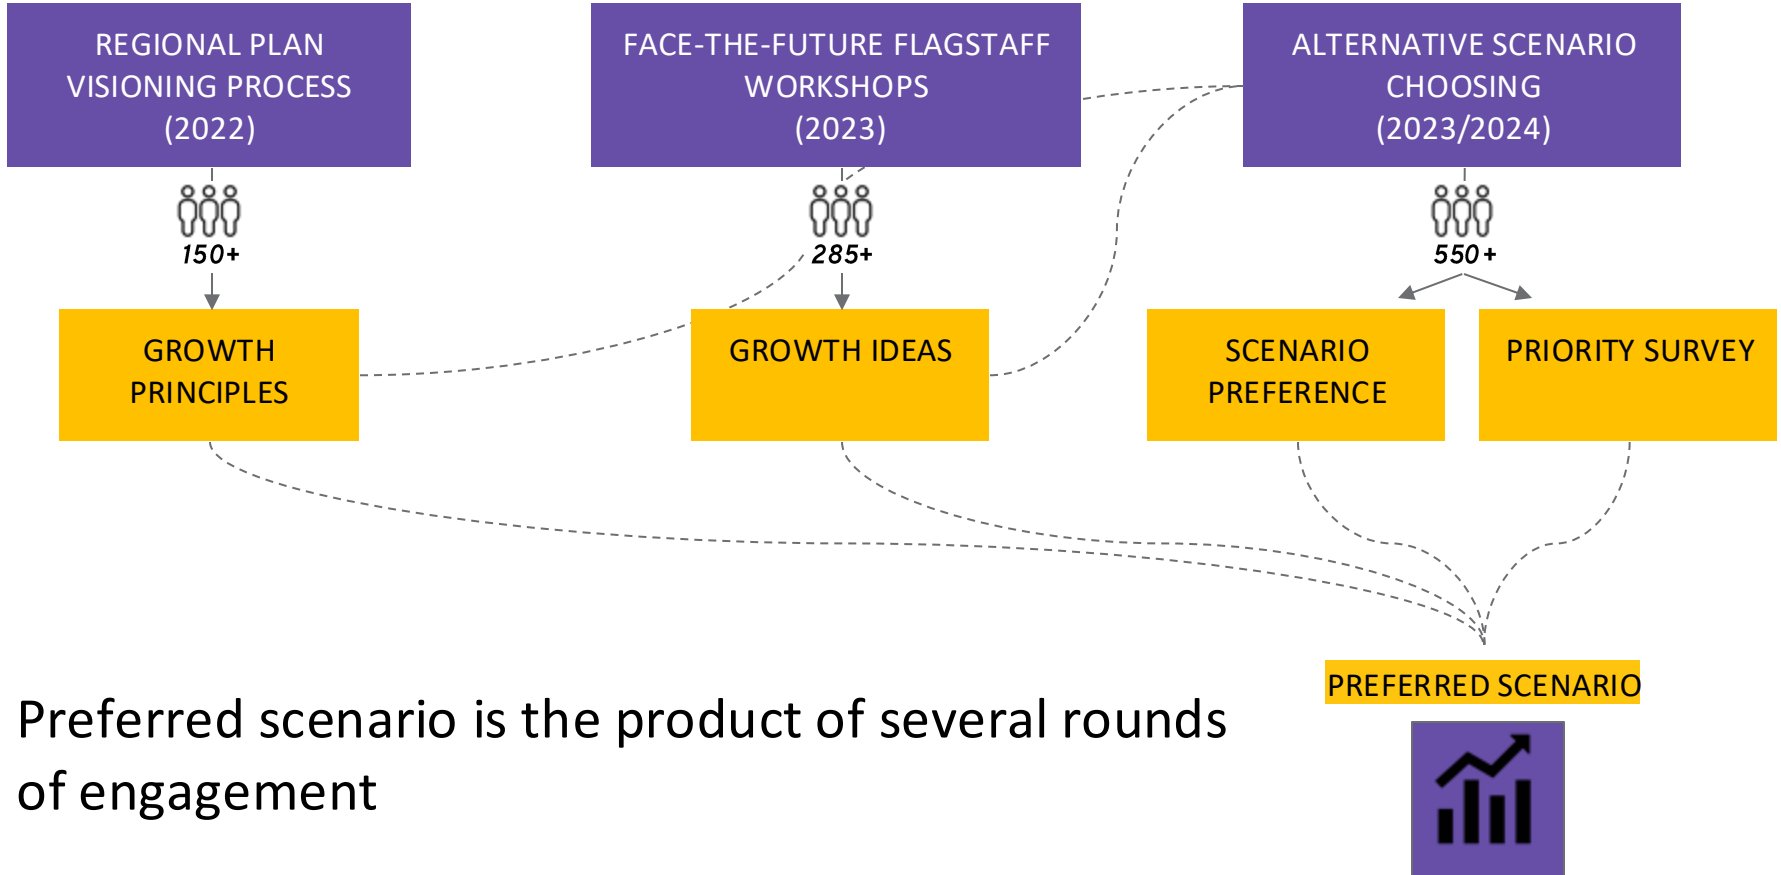 REGIONAL PLAN
VISIONING PROCESS
(2022)
FACE-THE-FUTURE FLAGSTAFF
WORKSHOPS
(2023)
ALTERNATIVE SCENARIO
CHOOSING
(2023/2024)
150+
285+
550+
GROWTH
PRINCIPLES
GROWTH IDEAS
SCENARIO
PREFERENCE
PRIORITY SURVEY
PREFERRED SCENARIO
Preferred scenario is the product of several rounds
of engagement